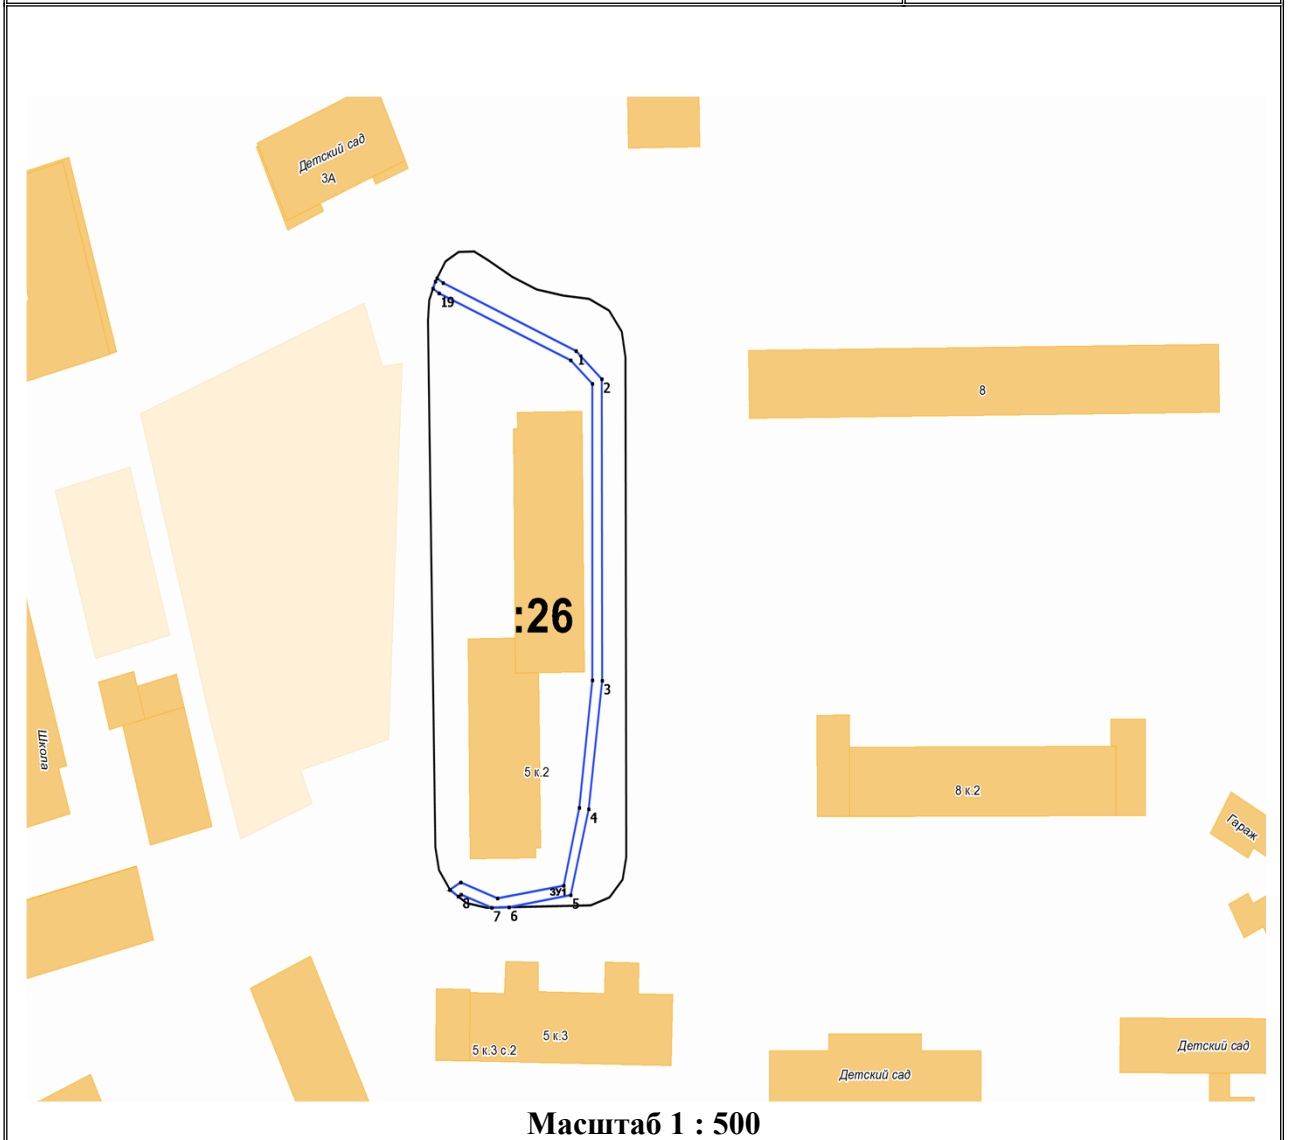 Детский сад
3А
19
1
2
8
:26
3
5 к.2
Школа
8 к.2
4
Гараж
ЗУ1
8
5
7
6
5 к.3
5 к.3 с.2
Детский сад
Детский сад
Масштаб 1 : 500